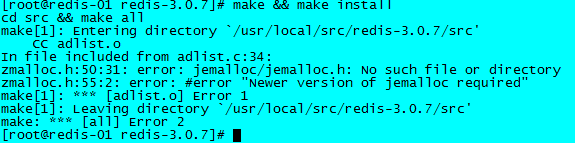 [root@redis-01 redis-3.0.7]# make && make install
cd src && make all
make[1]: Entering directory `/usr/local/src/redis-3.0.7/src'
    CC adlist.o
In file included from adlist.c:34:
zmalloc.h:50:31: error: jemalloc/jemalloc.h: No such file or directory
zmalloc.h:55:2: error: #error "Newer version of jemalloc required"
make[1]: *** [adlist.o] Error 1
make[1]: Leaving directory `/usr/local/src/redis-3.0.7/src'
make: *** [all] Error 2
[root@redis-01 redis-3.0.7]#